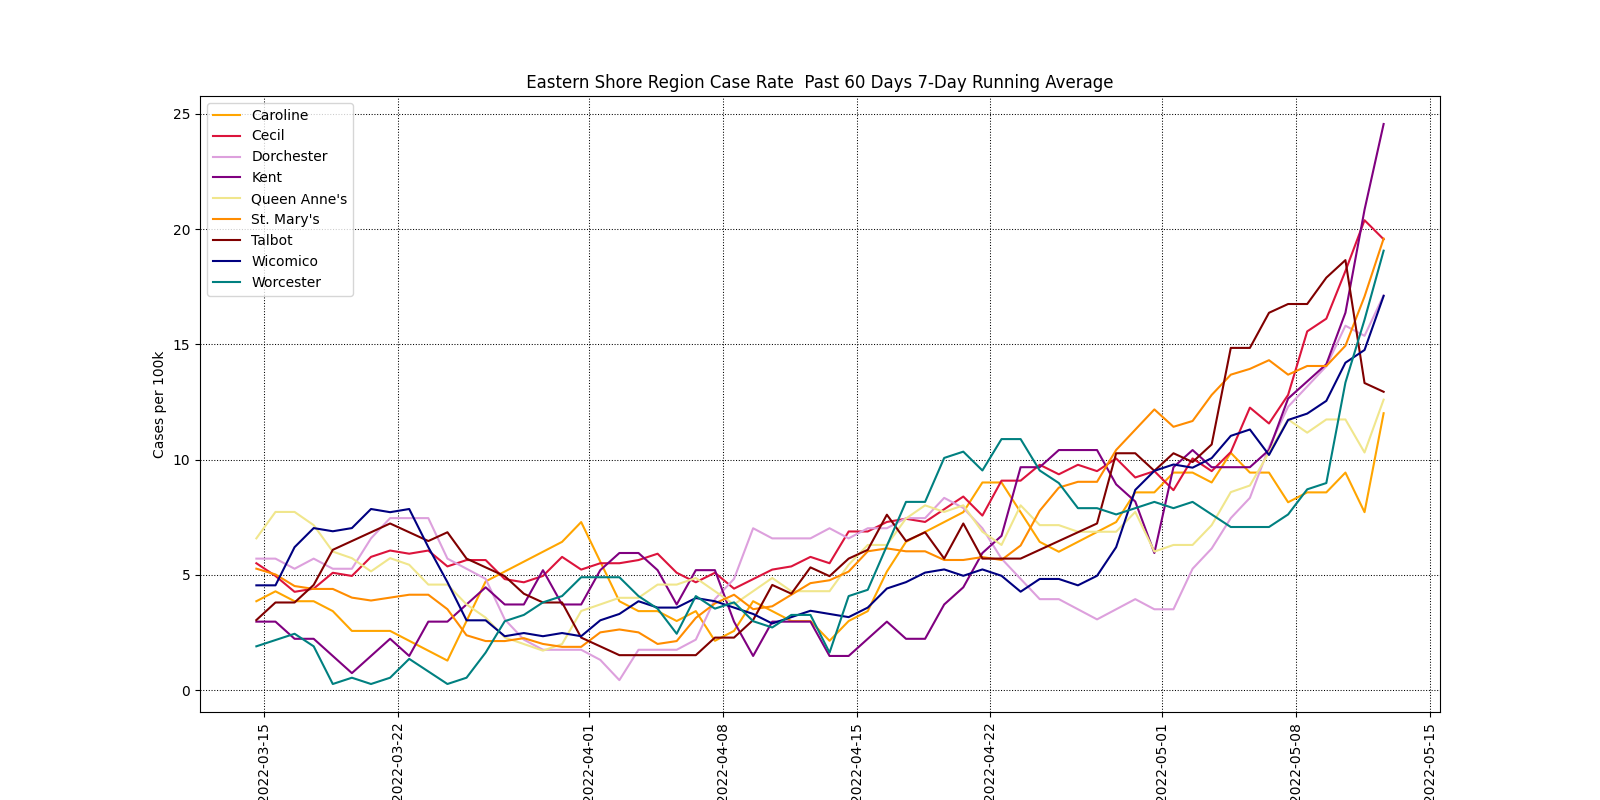 Eastern Shore Region Case Rate  Past 60 Days 7-Day Running Average
Cases per 100k
25
20
15
10
5
0
Caroline
Cecil
Dorchester
Kent
Queen Anne's
St. Mary's
Talbot
Wicomico
Worcester
2022-03-15
2022-03-22
2022-04-01
2022-04-08
2022-04-15
2022-04-22
2022-05-01
2022-05-08
2022-05-15